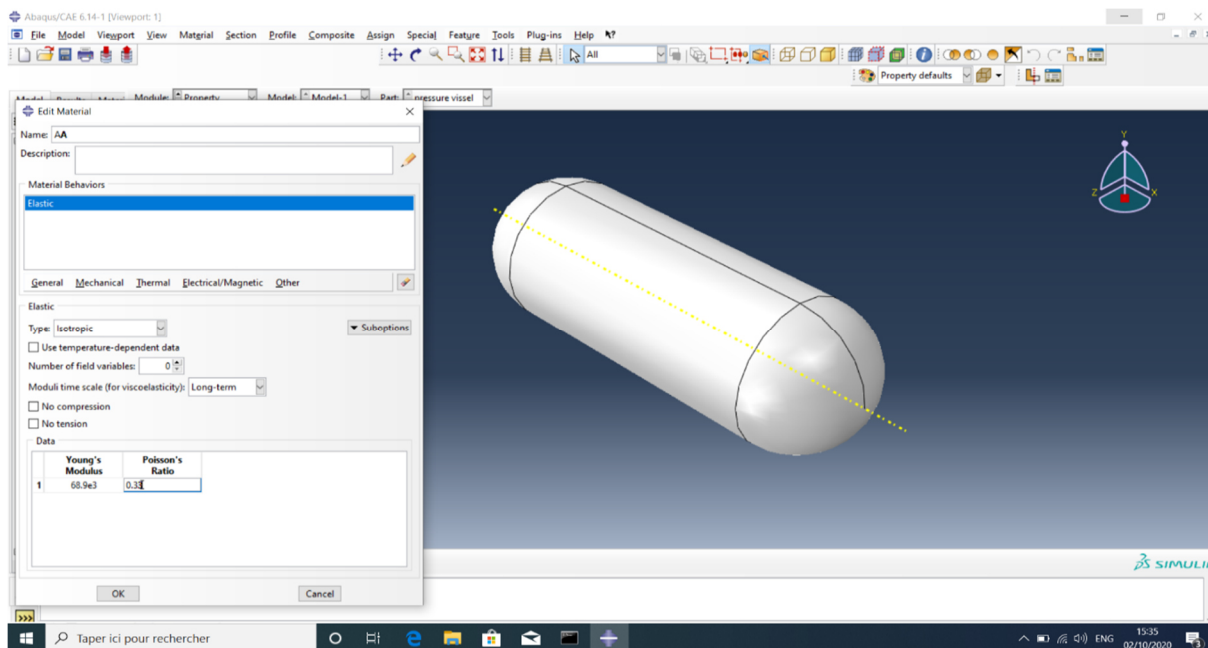 Abaqus/CAE 6.14-1 [Viewport: 1]
File Model Viewport View Material Section Profile Composite Assign Special Feature Tools Plug-ins Help
All
Property defaults
Module: Property Model: Model-1 Part: pressure vissel
Edit Material
Name: AA
Description:
Material Behaviors
Elastic
General Mechanical Thermal Electrical/Magnetic Other
Elastic
Type: Isotropic Suboptions
Use temperature-dependent data
Number of field variables: 0
Moduli time scale (for viscoelasticity): Long-term
No compression
No tension
Data
Young's Modulus
Poisson's Ratio
1 68.9e3 0.33
OK Cancel
Y
Z X
SIMULI
>>>
Taper ici pour rechercher
ENG
15:35
02/10/2020
3